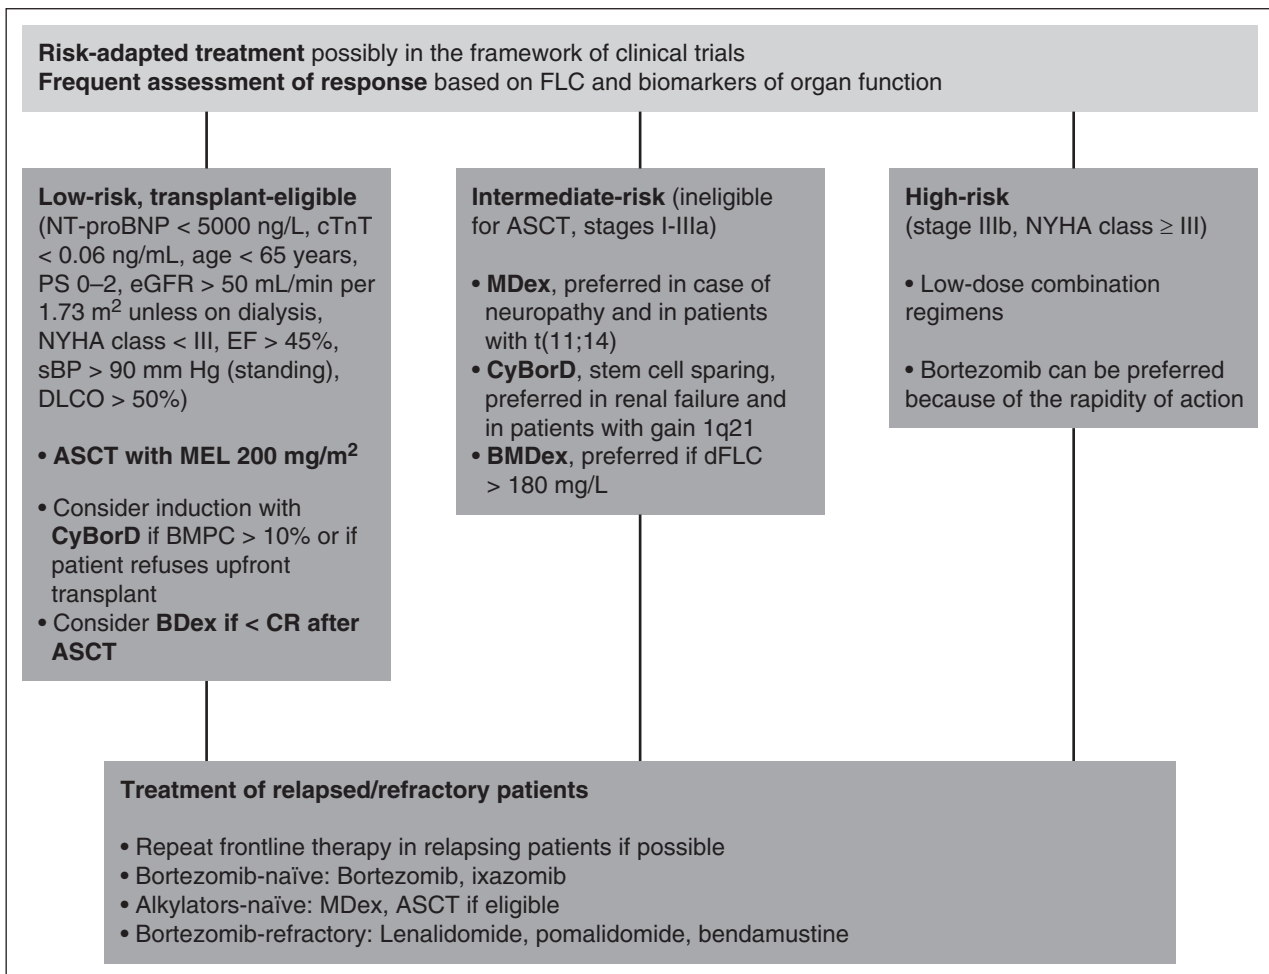 Risk-adapted treatment possibly in the framework of clinical trials
Frequent assessment of response based on FLC and biomarkers of organ function
Low-risk, transplant-eligible
(NT-proBNP < 5000 ng/L, cTnT
< 0.06 ng/mL, age < 65 years,
PS 0–2, eGFR > 50 mL/min per
1.73 m² unless on dialysis,
NYHA class < III, EF > 45%,
sBP > 90 mm Hg (standing),
DLCO > 50%)
• ASCT with MEL 200 mg/m²
• Consider induction with
CyBorD if BMPC > 10% or if
patient refuses upfront
transplant
• Consider BDex if < CR after
ASCT
Intermediate-risk (ineligible
for ASCT, stages I-IIIa)
• MDex, preferred in case of
neuropathy and in patients
with t(11;14)
• CyBorD, stem cell sparing,
preferred in renal failure and
in patients with gain 1q21
• BMDex, preferred if dFLC
> 180 mg/L
High-risk
(stage IIIb, NYHA class ≥ III)
• Low-dose combination
regimens
• Bortezomib can be preferred
because of the rapidity of action
Treatment of relapsed/refractory patients
• Repeat frontline therapy in relapsing patients if possible
• Bortezomib-naïve: Bortezomib, ixazomib
• Alkylators-naïve: MDex, ASCT if eligible
• Bortezomib-refractory: Lenalidomide, pomalidomide, bendamustine